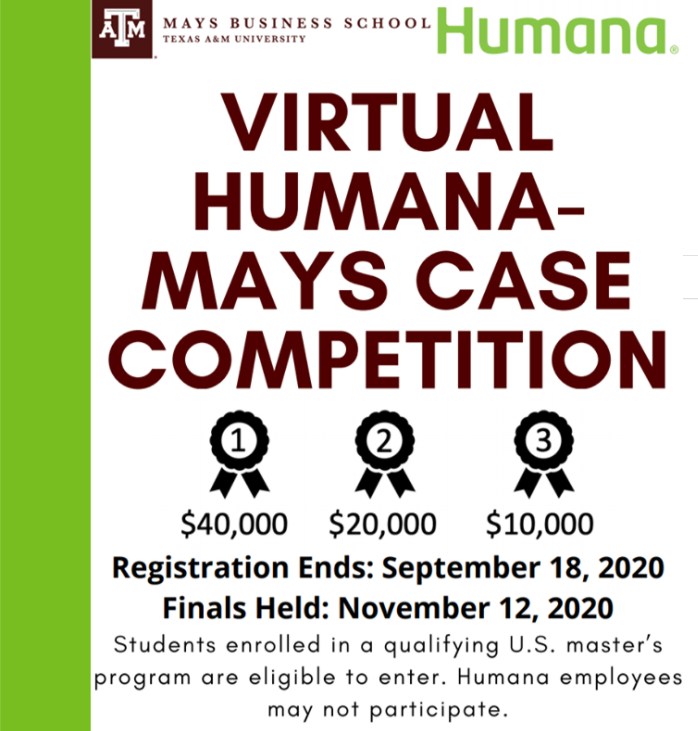 ATM MAYS BUSINESS SCHOOL Humana®
TEXAS A&M UNIVERSITY
VIRTUAL
HUMANA-
MAYS CASE
COMPETITION
1 2 3
$40,000 $20,000 $10,000
Registration Ends: September 18, 2020
Finals Held: November 12, 2020
Students enrolled in a qualifying U.S. master's
program are eligible to enter. Humana employees
may not participate.